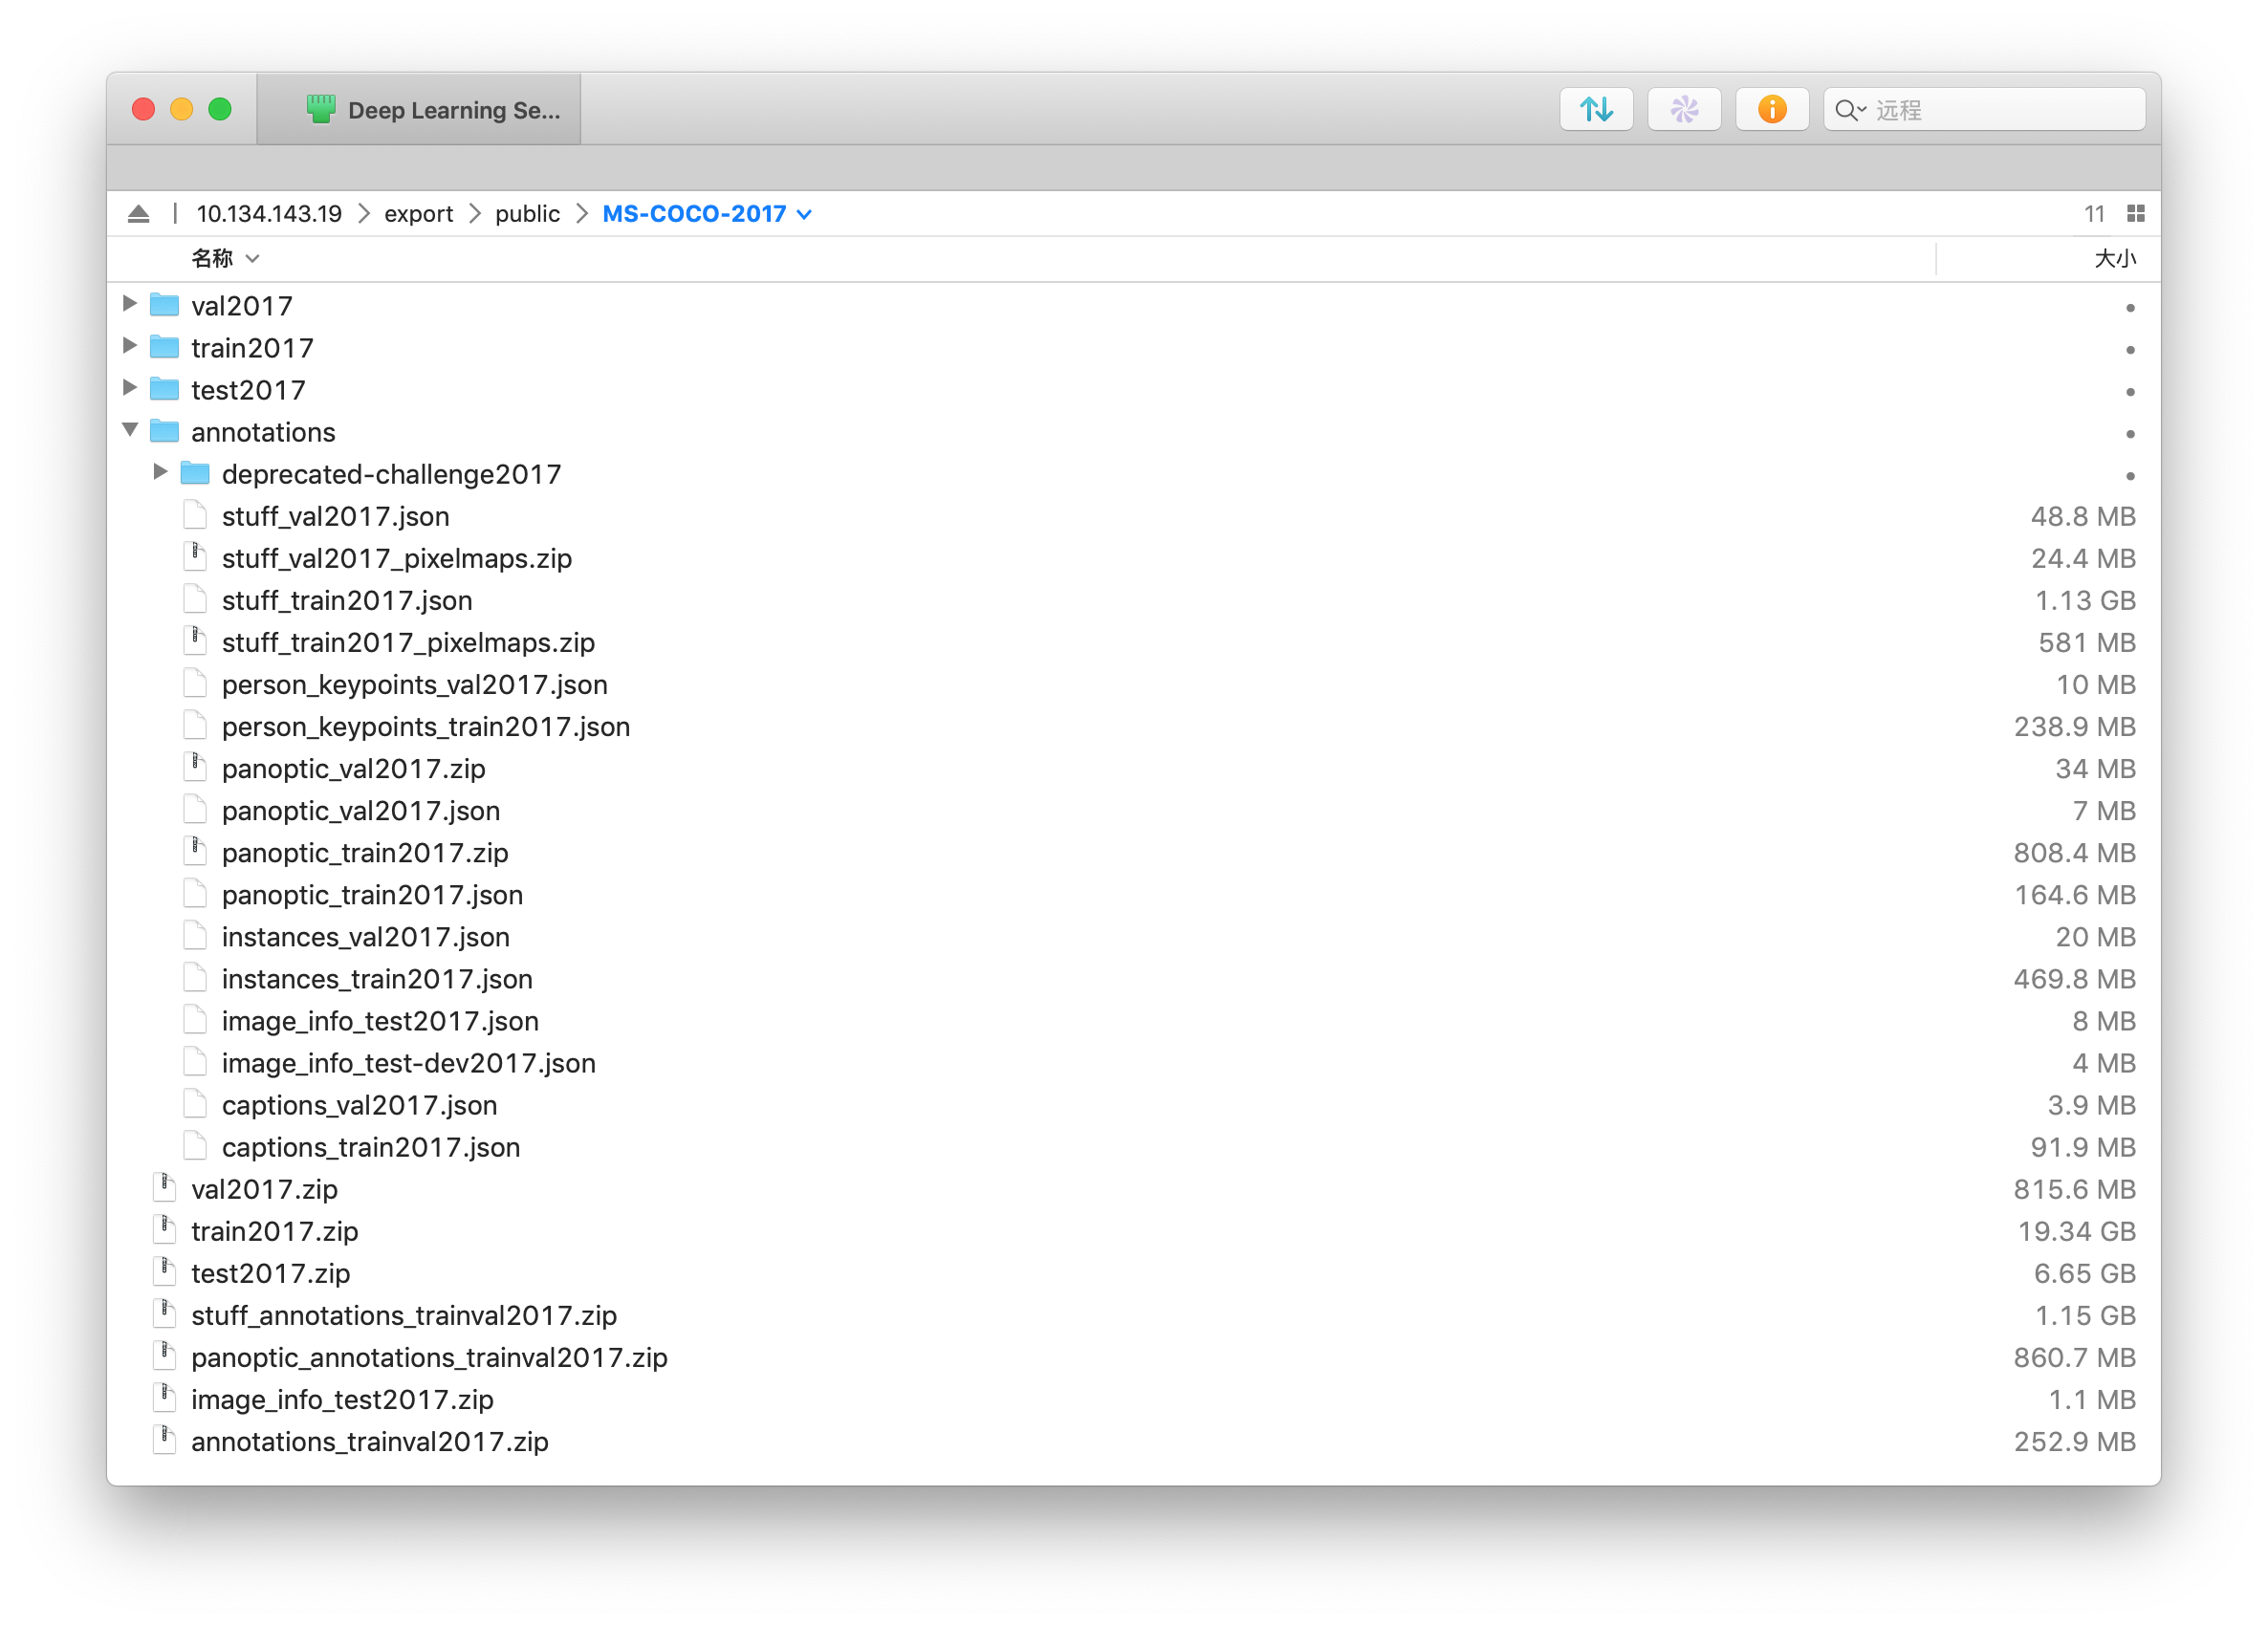 Deep Learning Se...
远程
10.134.143.19 export public MS-COCO-2017 11
名称 大小
val2017
train2017
test2017
annotations
deprecated-challenge2017
stuff_val2017.json 48.8 MB
stuff_val2017_pixelmaps.zip 24.4 MB
stuff_train2017.json 1.13 GB
stuff_train2017_pixelmaps.zip 581 MB
person_keypoints_val2017.json 10 MB
person_keypoints_train2017.json 238.9 MB
panoptic_val2017.zip 34 MB
panoptic_val2017.json 7 MB
panoptic_train2017.zip 808.4 MB
panoptic_train2017.json 164.6 MB
instances_val2017.json 20 MB
instances_train2017.json 469.8 MB
image_info_test2017.json 8 MB
image_info_test-dev2017.json 4 MB
captions_val2017.json 3.9 MB
captions_train2017.json 91.9 MB
val2017.zip 815.6 MB
train2017.zip 19.34 GB
test2017.zip 6.65 GB
stuff_annotations_trainval2017.zip 1.15 GB
panoptic_annotations_trainval2017.zip 860.7 MB
image_info_test2017.zip 1.1 MB
annotations_trainval2017.zip 252.9 MB